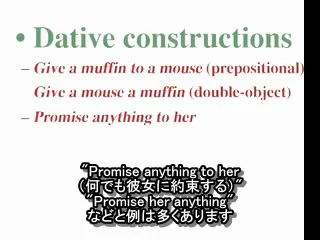 • Dative constructions
– Give a muffin to a mouse (prepositional)
Give a mouse a muffin (double-object)
– Promise anything to her
"Promise anything to her
(何でも彼女に約束する)"
"Promise her anything"
などと例は多くあります